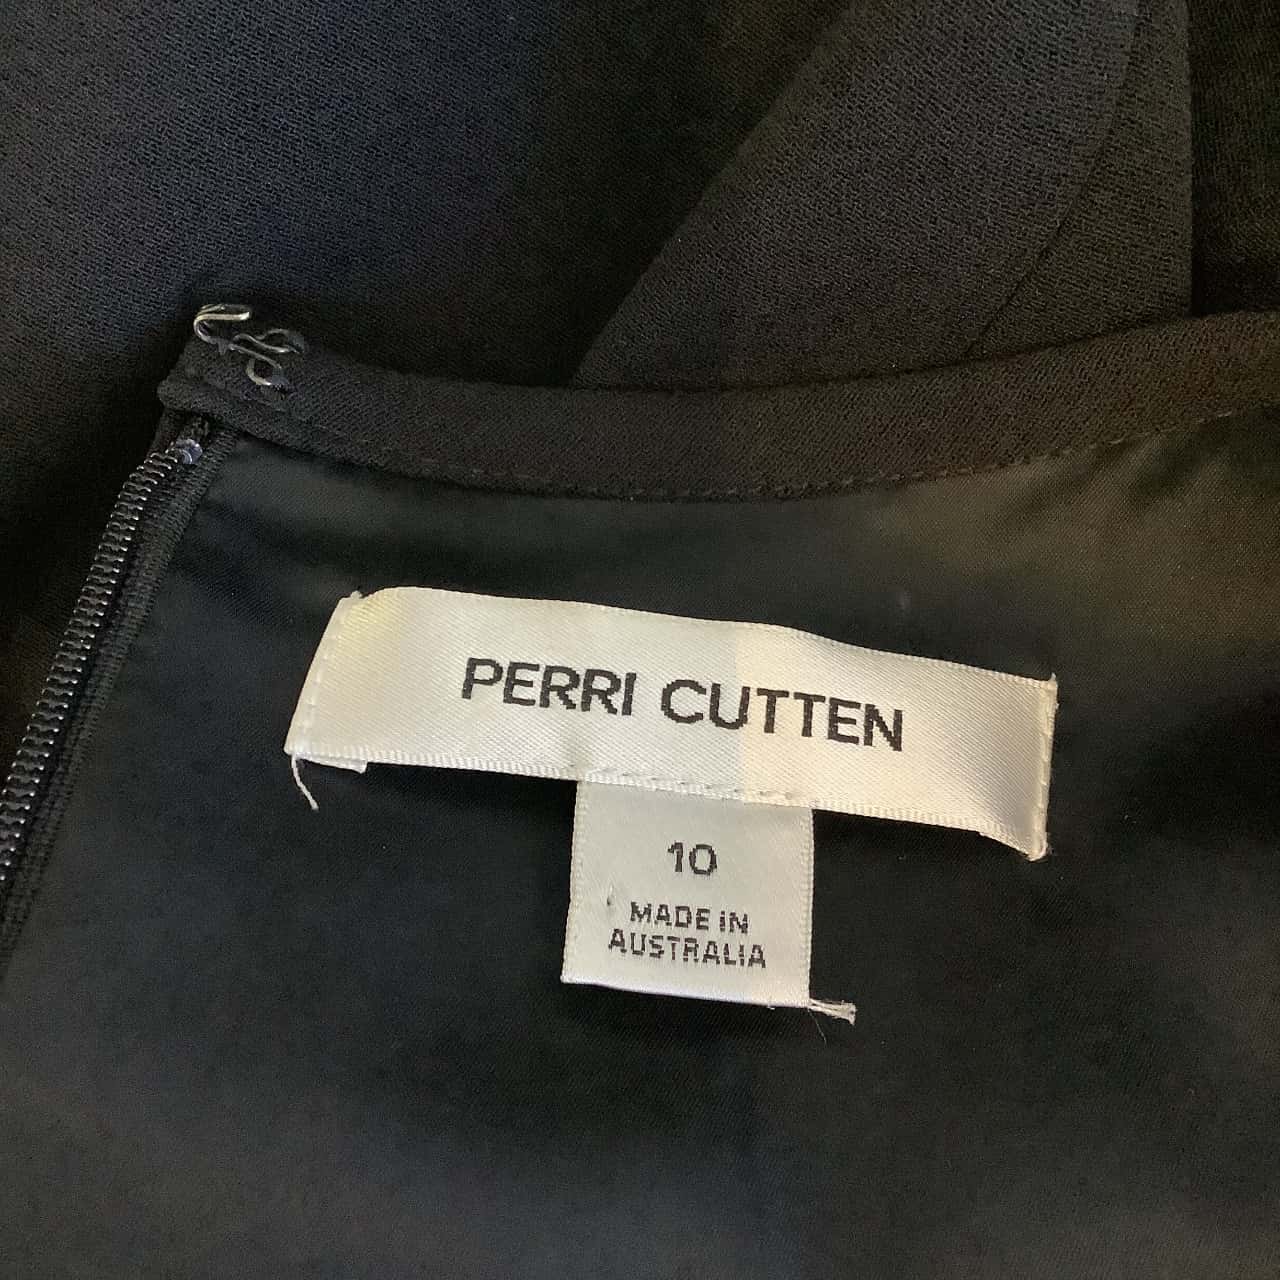 PERRI CUTTEN
10
MADE IN
AUSTRALIA